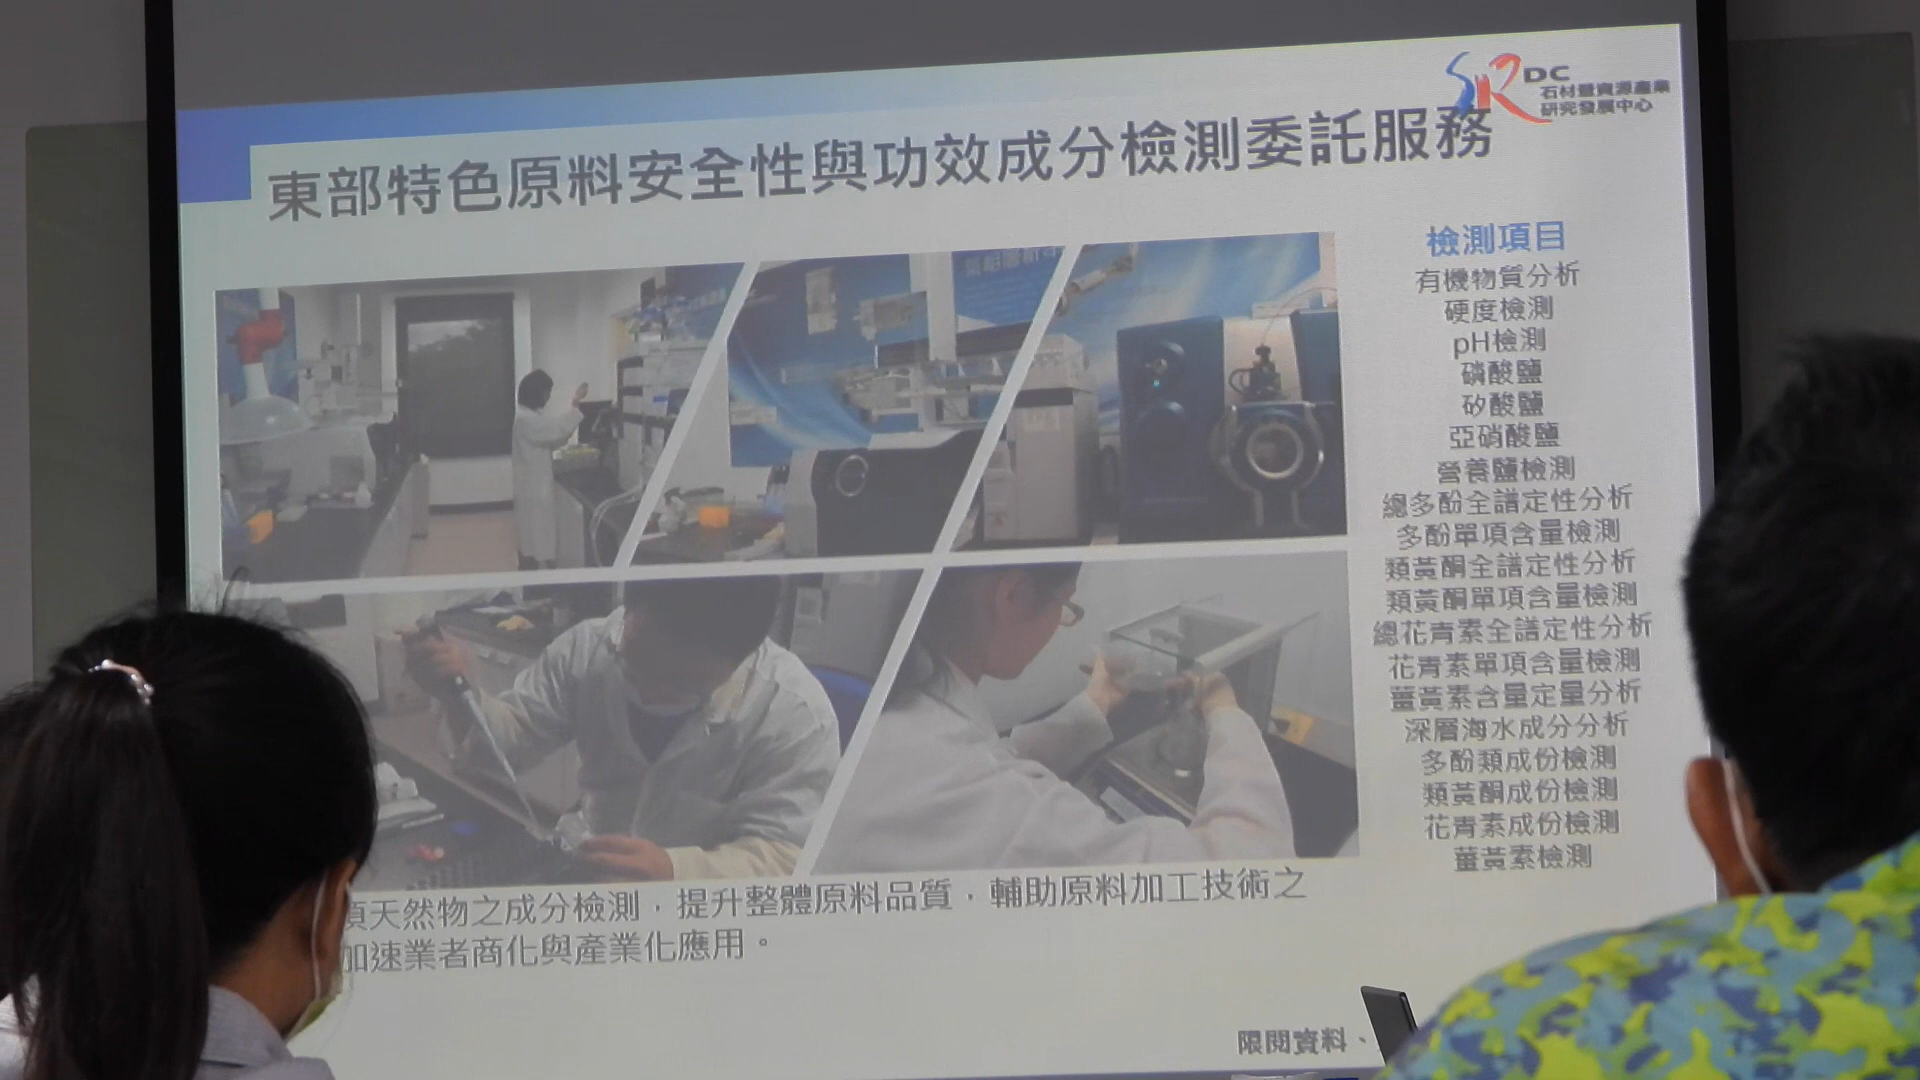 SRDC
石材暨資源產業
研究發展中心
東部特色原料安全性與功效成分檢測委託服務
檢測項目
有機物質分析
硬度檢測
pH檢測
磷酸鹽
矽酸鹽
亞硝酸鹽
營養鹽檢測
總多酚全譜定性分析
多酚單項含量檢測
類黃酮全譜定性分析
類黃酮單項含量檢測
總花青素全譜定性分析
花青素單項含量檢測
薑黃素含量定量分析
深層海水成分分析
多酚類成份檢測
類黃酮成份檢測
花青素成份檢測
薑黃素檢測
天然物之成分檢測，提升整體原料品質，輔助原料加工技術之
加速業者商化與產業化應用。
限閱資料、